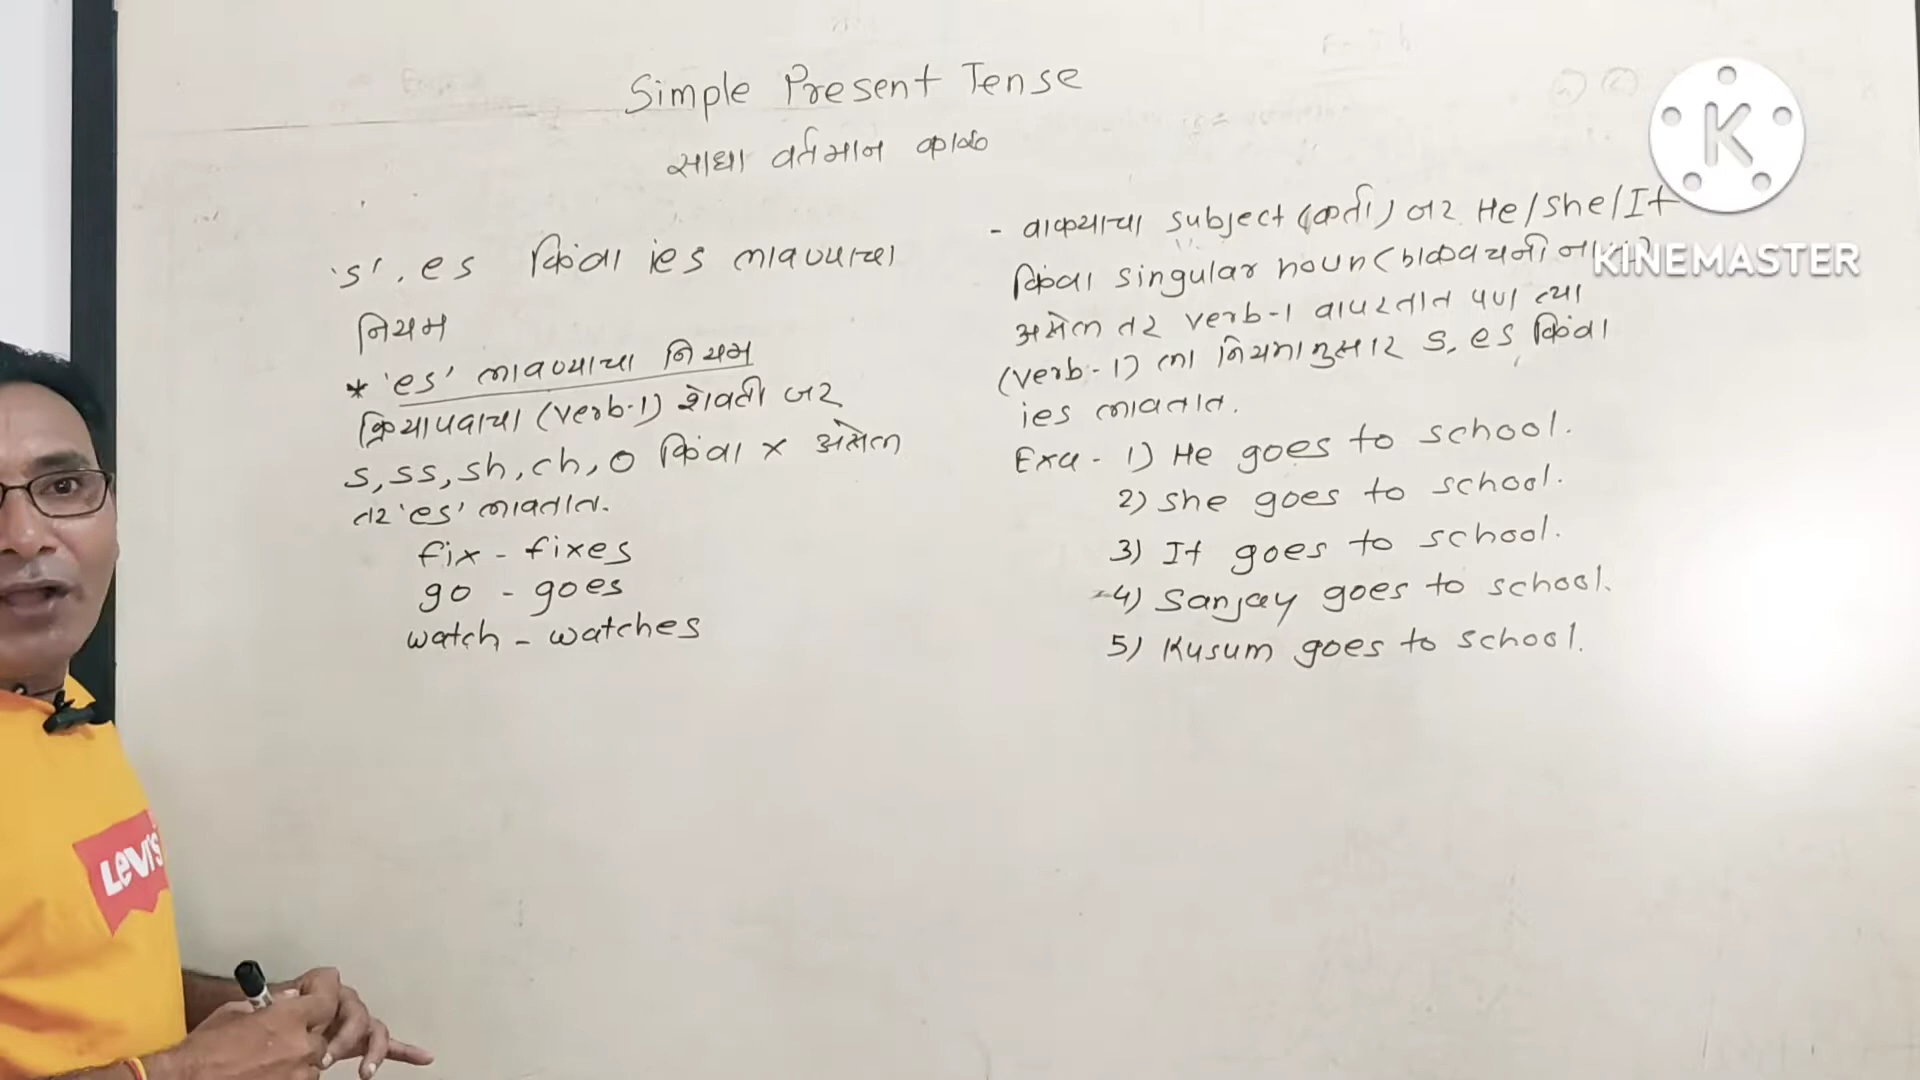 Simple Present Tense
साधा वर्तमान काळ
's', es किंवा ies लावण्याचा
नियम
* 'es' लावण्याचा नियम
क्रियापदाचा (verb-1) शेवटी जर
s, ss, sh, ch, o किंवा x असेल
तर 'es' लावतात.
fix - fixes
go - goes
watch - watches
- वाक्याचा subject (कर्ता) जर He/She/It
किंवा singular noun (एकवचनी
असेल तर verb-1 वापरतात पण त्या
(verb-1) ला नियमानुसार s, es किंवा
ies लावतात.
Exa - 1) He goes to school.
2) She goes to school.
3) It goes to school.
4) Sanjay goes to school.
5) Kusum goes to school.
K
KINEMASTER
Levi's